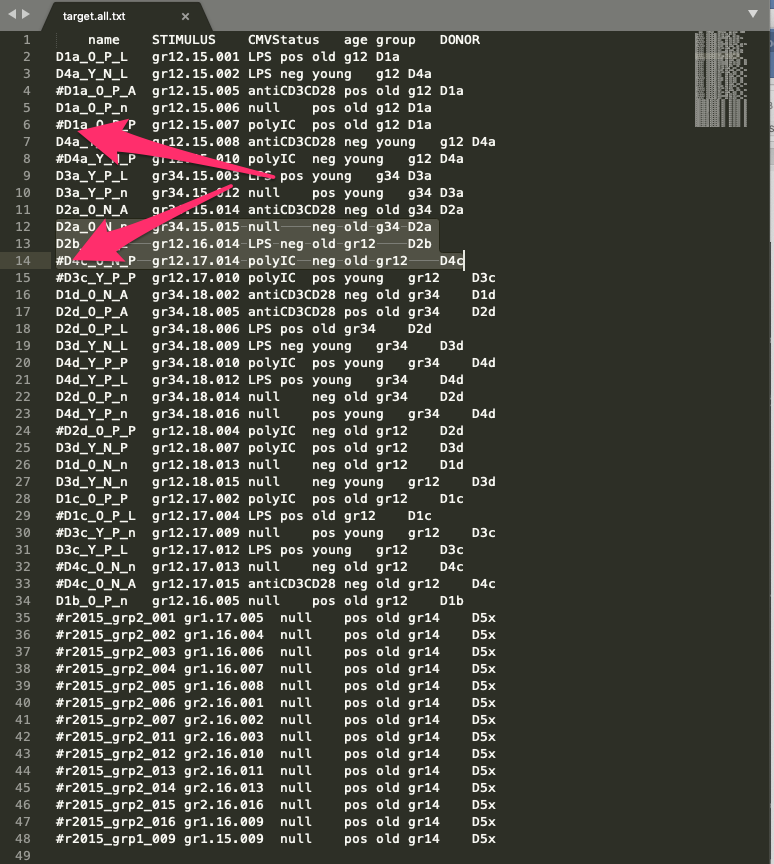 target.all.txt
1 name STIMULUS CMVStatus age group DONOR
2 D1a_O_P_L gr12.15.001 LPS pos old g12 D1a
3 D4a_Y_N_L gr12.15.002 LPS neg young g12 D4a
4 #D1a_O_P_A gr12.15.005 antiCD3CD28 pos old g12 D1a
5 D1a_O_P_n gr12.15.006 null pos old g12 D1a
6 #D1a_O_P_P gr12.15.007 polyIC pos old g12 D1a
7 gr12.15.008 antiCD3CD28 neg young g12 D4a
8 #D4a_Y_N_P gr12.15.010 polyIC neg young g12 D4a
9 D3a_Y_P_L gr34.15.003 LPS pos young g34 D3a
10 D3a_Y_P_n gr34.15.012 null pos young g34 D3a
11 D2a_O_N_A gr34.15.014 antiCD3CD28 neg old g34 D2a
12 D2a_O_N_n gr34.15.015 null neg old g34 D2a
13 gr12.16.014 LPS neg old gr12 D2b
14 #D4c_O_N_P gr12.17.014 polyIC neg old gr12 D4c
15 #D3c_Y_P_P gr12.17.010 polyIC pos young gr12 D3c
16 D1d_O_N_A gr34.18.002 antiCD3CD28 neg old gr34 D1d
17 D2d_O_P_A gr34.18.005 antiCD3CD28 pos old gr34 D2d
18 D2d_O_P_L gr34.18.006 LPS pos old gr34 D2d
19 D3d_Y_N_L gr34.18.009 LPS neg young gr34 D3d
20 D4d_Y_P_P gr34.18.010 polyIC pos young gr34 D4d
21 D4d_Y_P_L gr34.18.012 LPS pos young gr34 D4d
22 D2d_O_P_n gr34.18.014 null neg old gr34 D2d
23 D4d_Y_P_n gr34.18.016 null pos young gr34 D4d
24 #D2d_O_P_P gr12.18.004 polyIC neg old gr12 D2d
25 D3d_Y_N_P gr12.18.007 polyIC pos old gr12 D3d
26 D1d_O_N_n gr12.18.013 null neg old gr12 D1d
27 D3d_Y_N_n gr12.18.015 null neg young gr12 D3d
28 D1c_O_P_P gr12.17.002 polyIC pos old gr12 D1c
29 #D1c_O_P_L gr12.17.004 LPS pos old gr12 D1c
30 #D3c_Y_P_n gr12.17.009 null pos young gr12 D3c
31 D3c_Y_P_L gr12.17.012 LPS pos young gr12 D3c
32 #D4c_O_N_n gr12.17.013 null neg old gr12 D4c
33 #D4c_O_N_A gr12.17.015 antiCD3CD28 neg old gr12 D4c
34 D1b_O_P_n gr12.16.005 null pos old gr12 D1b
35 #r2015_grp2_001 gr1.17.005 null pos old gr14 D5x
36 #r2015_grp2_002 gr1.16.004 null pos old gr14 D5x
37 #r2015_grp2_003 gr1.16.006 null pos old gr14 D5x
38 #r2015_grp2_004 gr1.16.007 null pos old gr14 D5x
39 #r2015_grp2_005 gr1.16.008 null pos old gr14 D5x
40 #r2015_grp2_006 gr2.16.001 null pos old gr14 D5x
41 #r2015_grp2_007 gr2.16.002 null pos old gr14 D5x
42 #r2015_grp2_011 gr2.16.003 null pos old gr14 D5x
43 #r2015_grp2_012 gr2.16.010 null pos old gr14 D5x
44 #r2015_grp2_013 gr2.16.011 null pos old gr14 D5x
45 #r2015_grp2_014 gr2.16.013 null pos old gr14 D5x
46 #r2015_grp2_015 gr2.16.016 null pos old gr14 D5x
47 #r2015_grp2_016 gr1.16.009 null pos old gr14 D5x
48 #r2015_grp1_009 gr1.15.009 null pos old gr14 D5x
49